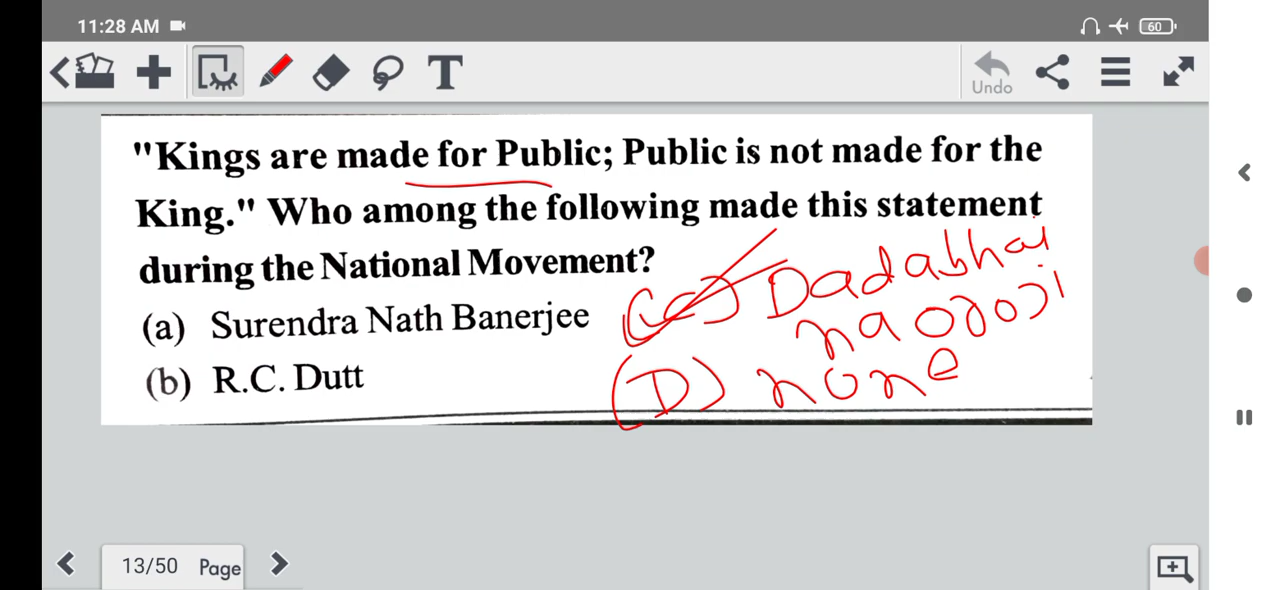 11:28 AM
60
T
Undo
"Kings are made for Public; Public is not made for the
King." Who among the following made this statement
during the National Movement?
(a) Surendra Nath Banerjee
(b) R.C. Dutt
(c) Dadabhai
naoroji
(D) none
13/50 Page